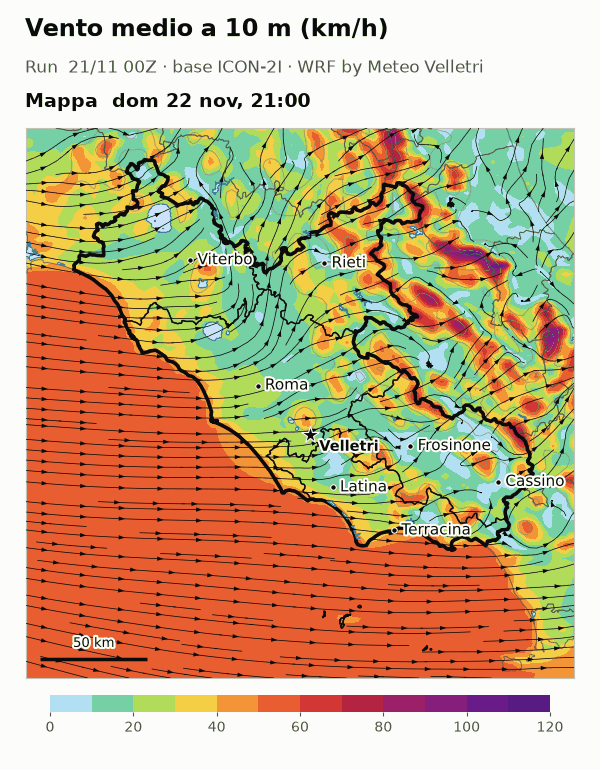 Vento medio a 10 m (km/h)
Run  21/11 00Z · base ICON-2I · WRF by Meteo Velletri
Mappa  dom 22 nov, 21:00
Viterbo
Rieti
Roma
Velletri
Frosinone
Latina
Cassino
Terracina
50 km
0 20 40 60 80 100 120